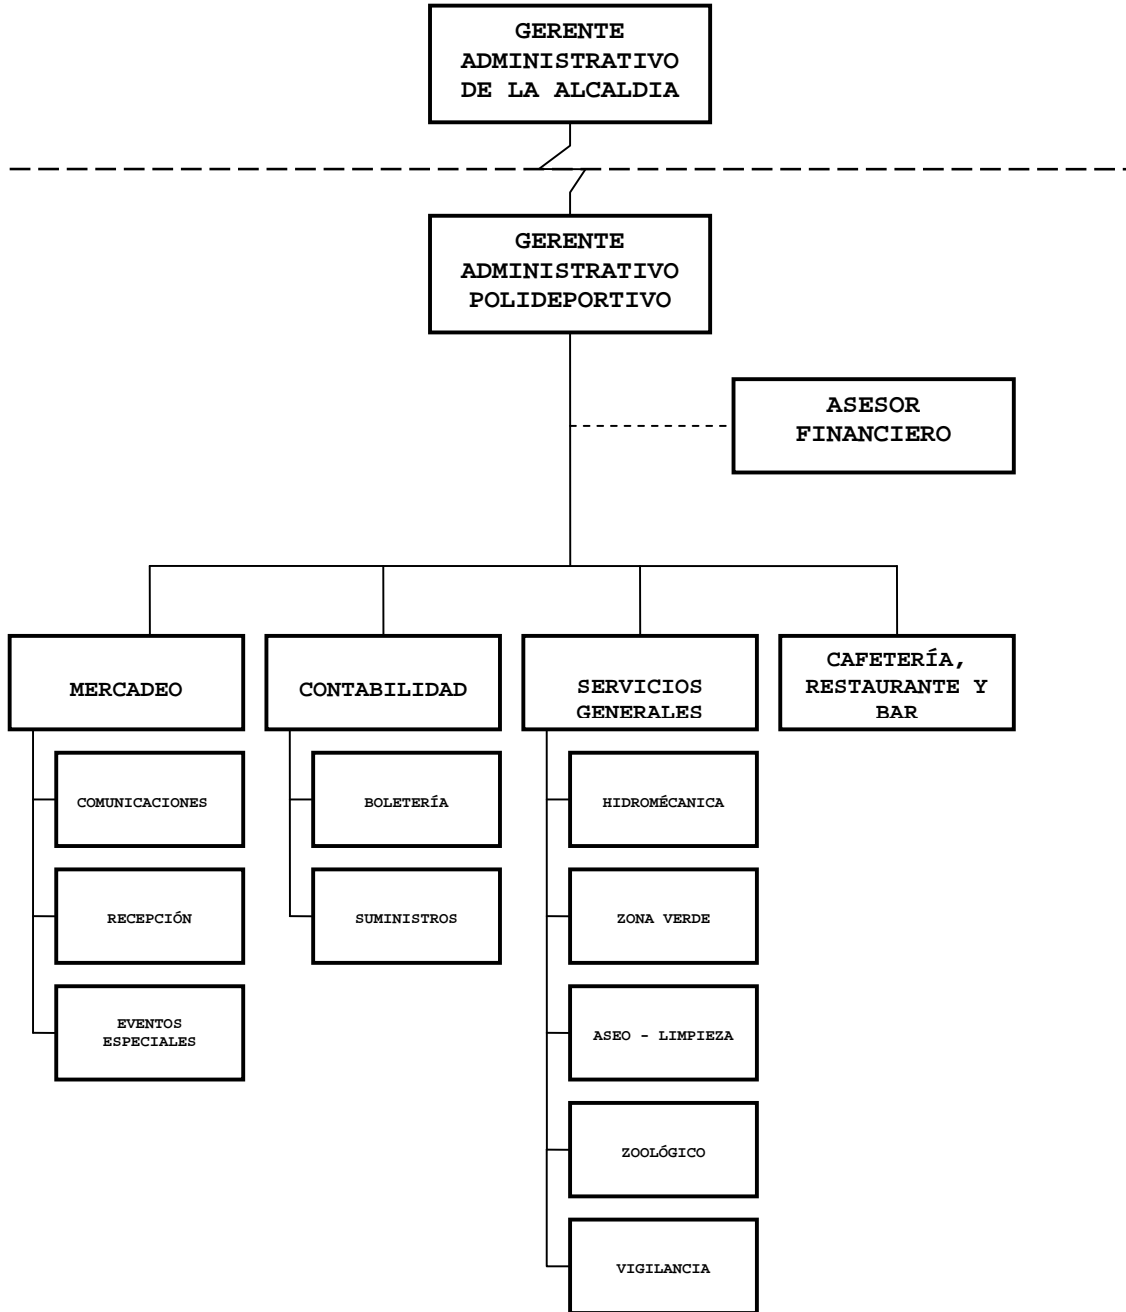 GERENTE
ADMINISTRATIVO
DE LA ALCALDIA
GERENTE
ADMINISTRATIVO
POLIDEPORTIVO
ASESOR
FINANCIERO
MERCADEO
COMUNICACIONES
RECEPCIÓN
EVENTOS
ESPECIALES
CONTABILIDAD
BOLETERÍA
SUMINISTROS
SERVICIOS
GENERALES
HIDROMÉCANICA
ZONA VERDE
ASEO - LIMPIEZA
ZOOLÓGICO
VIGILANCIA
CAFETERÍA,
RESTAURANTE Y
BAR